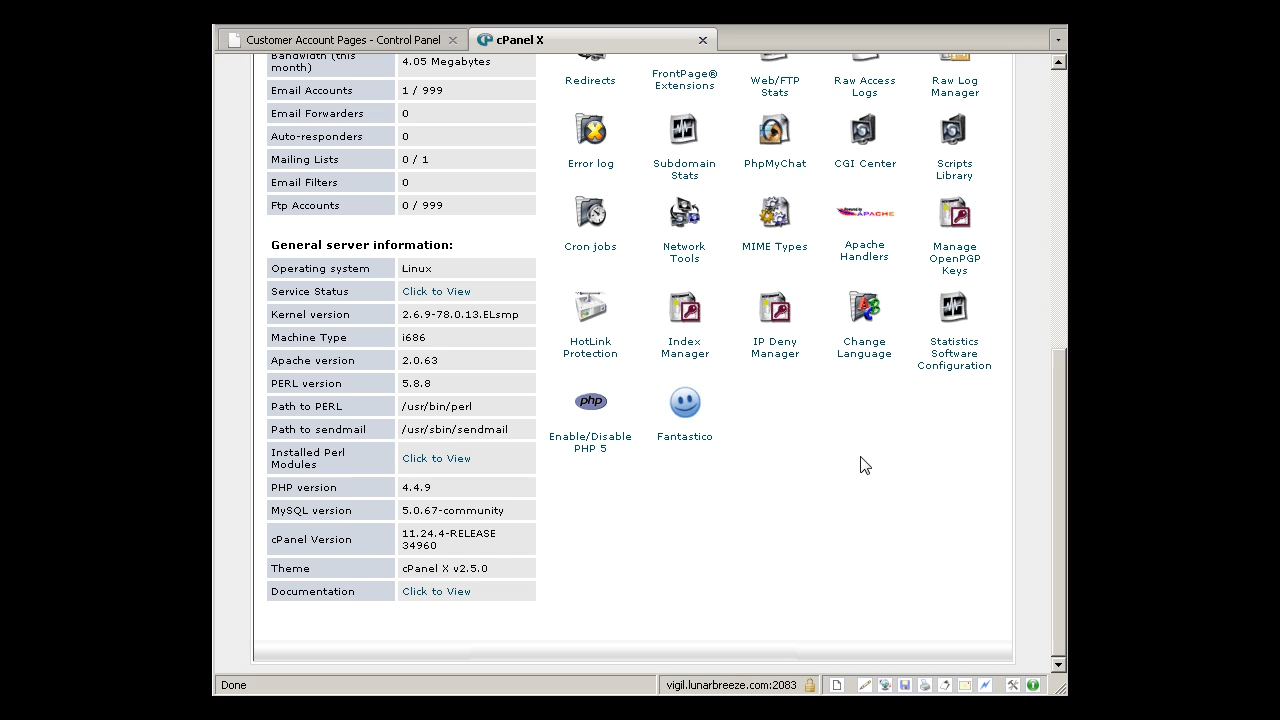 Customer Account Pages - Control Panel
cPanel X
Bandwidth (this
month)
4.05 Megabytes
Email Accounts
1 / 999
Email Forwarders
0
Auto-responders
0
Mailing Lists
0 / 1
Email Filters
0
Ftp Accounts
0 / 999
General server information:
Operating system
Linux
Service Status
Click to View
Kernel version
2.6.9-78.0.13.ELsmp
Machine Type
i686
Apache version
2.0.63
PERL version
5.8.8
Path to PERL
/usr/bin/perl
Path to sendmail
/usr/sbin/sendmail
Installed Perl
Modules
Click to View
PHP version
4.4.9
MySQL version
5.0.67-community
cPanel Version
11.24.4-RELEASE
34960
Theme
cPanel X v2.5.0
Documentation
Click to View
Redirects
FrontPage®
Extensions
Web/FTP
Stats
Raw Access
Logs
Raw Log
Manager
Error log
Subdomain
Stats
PhpMyChat
CGI Center
Scripts
Library
Cron jobs
Network
Tools
MIME Types
Powered by
APACHE
Apache
Handlers
Manage
OpenPGP
Keys
HotLink
Protection
Index
Manager
IP Deny
Manager
Change
Language
Statistics
Software
Configuration
php
Enable/Disable
PHP 5
Fantastico
Done
vigil.lunarbreeze.com:2083